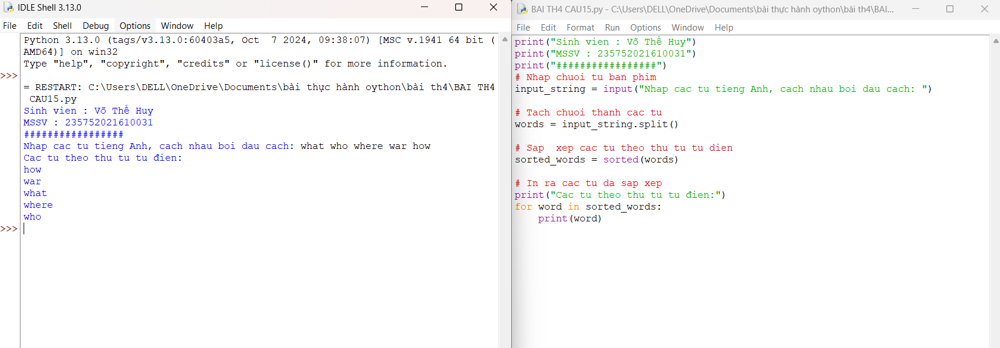 IDLE Shell 3.13.0
File Edit Shell Debug Options Window Help
Python 3.13.0 (tags/v3.13.0:60403a5, Oct  7 2024, 09:38:07) [MSC v.1941 64 bit (
AMD64)] on win32
Type "help", "copyright", "credits" or "license()" for more information.
>>>
= RESTART: C:\Users\DELL\OneDrive\Documents\bài thực hành oython\bài th4\BAI TH4
 CAU15.py
Sinh vien : Võ Thế Huy
MSSV : 235752021610031
#################
Nhap cac tu tieng Anh, cach nhau boi dau cach: what who where war how
Cac tu theo thu tu tu đien:
how
war
what
where
who
>>>
BAI TH4 CAU15.py - C:\Users\DELL\OneDrive\Documents\bài thực hành oython\bài th4\BAI...
File Edit Format Run Options Window Help
print("Sinh vien : Võ Thế Huy")
print("MSSV : 235752021610031")
print("#################")
# Nhap chuoi tu ban phim
input_string = input("Nhap cac tu tieng Anh, cach nhau boi dau cach: ")
# Tach chuoi thanh cac tu
words = input_string.split()
# Sap  xep cac tu theo thu tu tu dien
sorted_words = sorted(words)
# In ra cac tu da sap xep
print("Cac tu theo thu tu tu đien:")
for word in sorted_words:
    print(word)